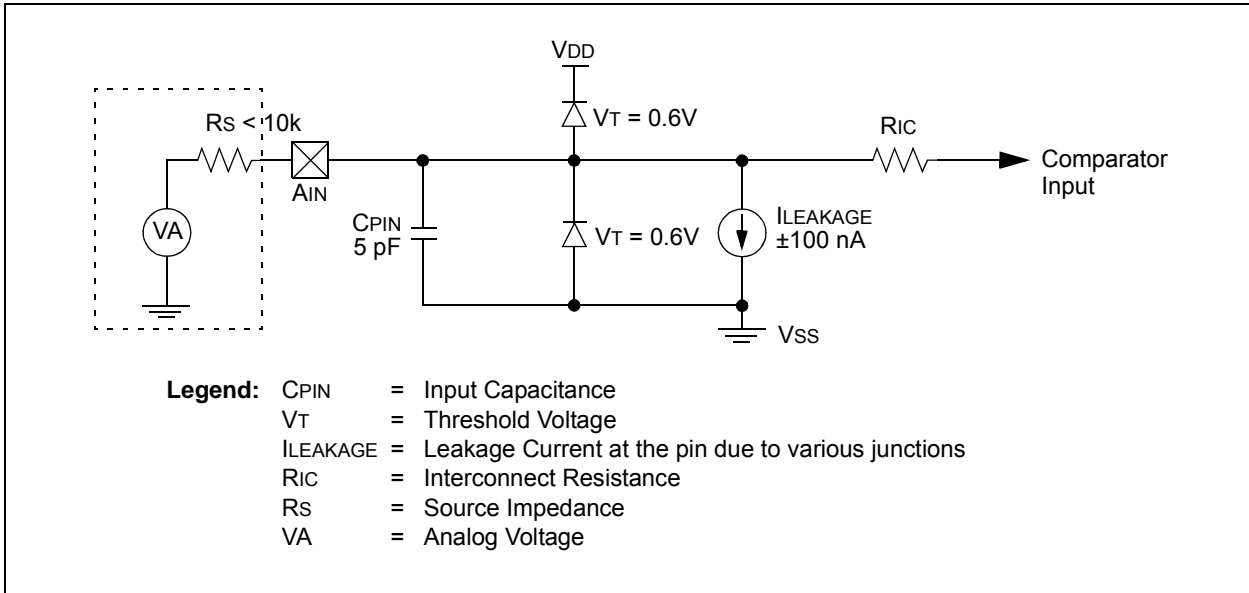 VDD
VT = 0.6V
RS < 10k
RIC
AIN
Comparator
Input
CPIN
5 pF
VA
VT = 0.6V
ILEAKAGE
±100 nA
VSS
Legend: CPIN = Input Capacitance
VT = Threshold Voltage
ILEAKAGE = Leakage Current at the pin due to various junctions
RIC = Interconnect Resistance
RS = Source Impedance
VA = Analog Voltage